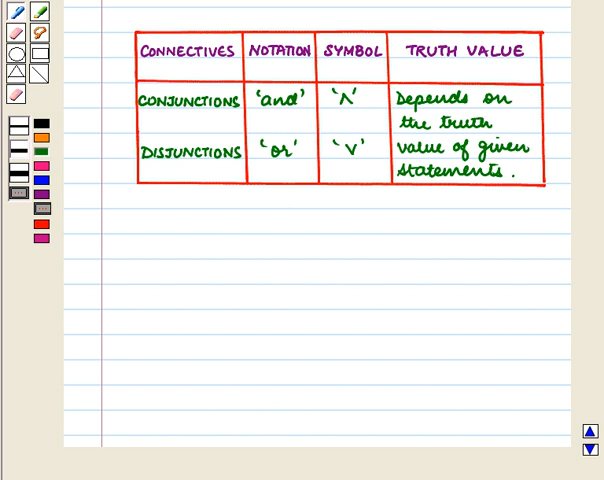 CONNECTIVES NOTATION SYMBOL TRUTH VALUE
CONJUNCTIONS 'and' 'Λ' Depends on
the truth
DISJUNCTIONS 'or' 'V' value of given
statements.